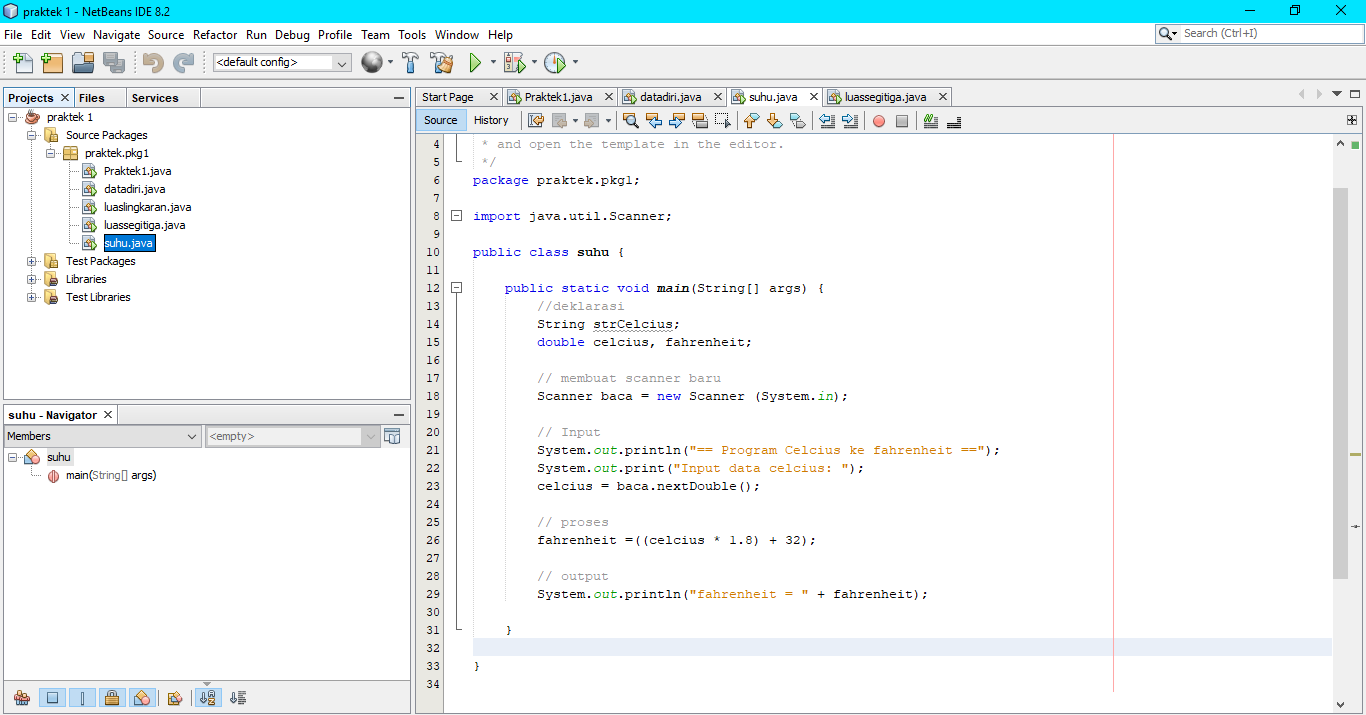 praktek 1 - NetBeans IDE 8.2
File Edit View Navigate Source Refactor Run Debug Profile Team Tools Window Help
Search (Ctrl+I)
<default config>
Projects Files Services
praktek 1
Source Packages
praktek.pkg1
Praktek1.java
datadiri.java
luaslingkaran.java
luassegitiga.java
suhu.java
Test Packages
Libraries
Test Libraries
suhu - Navigator
Members <empty>
suhu
main(String[] args)
Start Page Praktek1.java datadiri.java suhu.java luassegitiga.java
Source History
4 * and open the template in the editor.
5 */
6 package praktek.pkg1;
7
8 import java.util.Scanner;
9
10 public class suhu {
11
12 public static void main(String[] args) {
13 //deklarasi
14 String strCelcius;
15 double celcius, fahrenheit;
16
17 // membuat scanner baru
18 Scanner baca = new Scanner (System.in);
19
20 // Input
21 System.out.println("== Program Celcius ke fahrenheit ==");
22 System.out.print("Input data celcius: ");
23 celcius = baca.nextDouble();
24
25 // proses
26 fahrenheit =((celcius * 1.8) + 32);
27
28 // output
29 System.out.println("fahrenheit = " + fahrenheit);
30
31 }
32
33 }
34